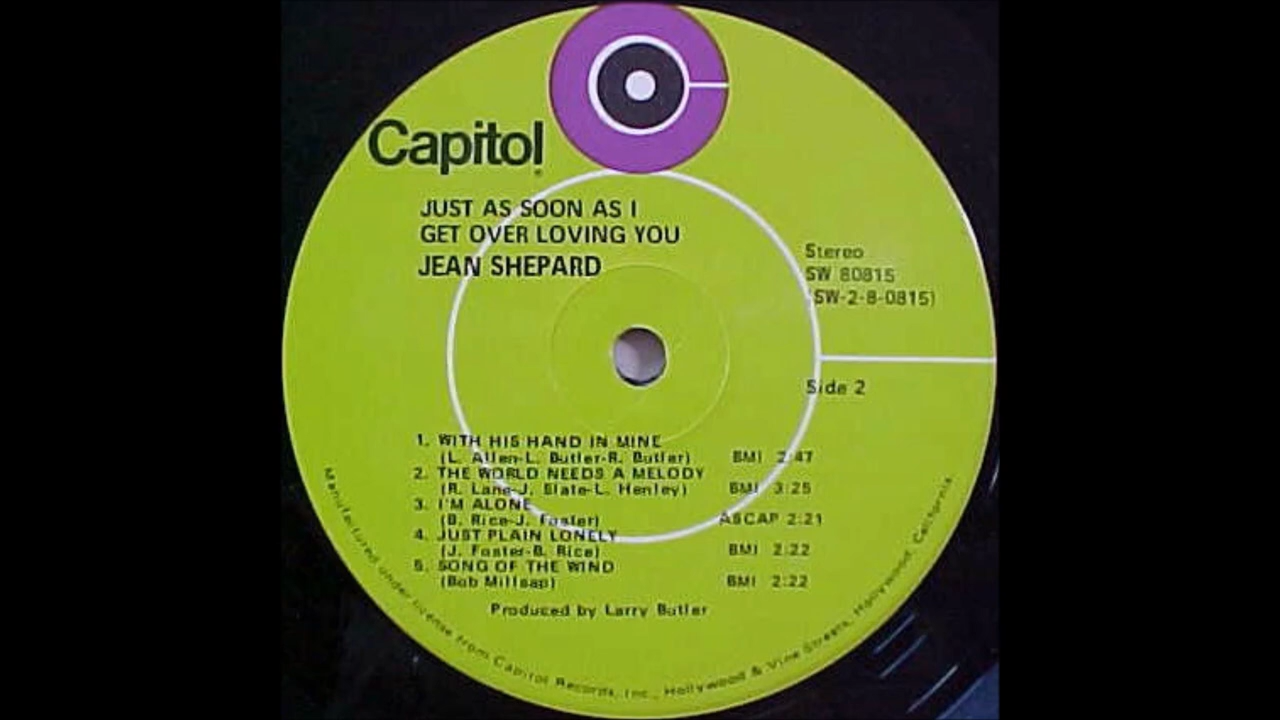 Capitol
JUST AS SOON AS I
GET OVER LOVING YOU
JEAN SHEPARD
Stereo
SW 80815
(SW-2-8-0815)
Side 2
1. WITH HIS HAND IN MINE
(L. Allen-L. Butler-R. Butler) BMI 2:47
2. THE WORLD NEEDS A MELODY
(R. Lane-J. Slate-L. Henley) BMI 3:25
3. I'M ALONE
(B. Rice-J. Foster) ASCAP 2:21
4. JUST PLAIN LONELY
(J. Foster-B. Rice) BMI 2:22
5. SONG OF THE WIND
(Bob Millsap) BMI 2:22
Produced by Larry Butler
Manufactured under license from Capitol Records, Inc., Hollywood & Vine Streets, Hollywood, California.